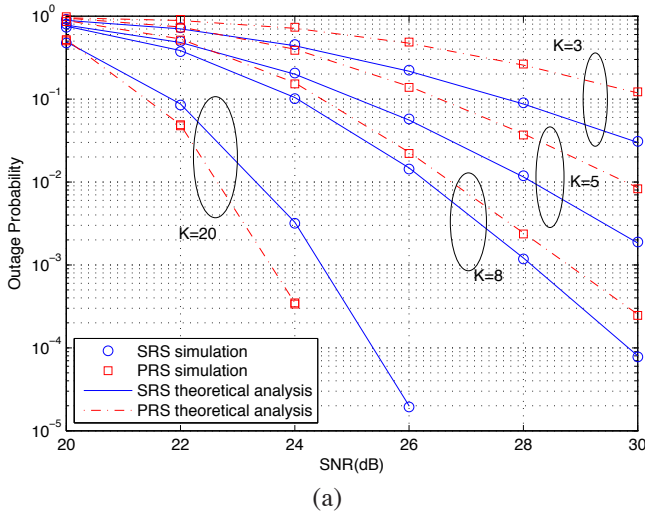 10^0
10^-1
10^-2
10^-3
10^-4
10^-5
Outage Probability
K=3
K=5
K=8
K=20
SRS simulation
PRS simulation
SRS theoretical analysis
PRS theoretical analysis
20 22 24 26 28 30
SNR(dB)
(a)